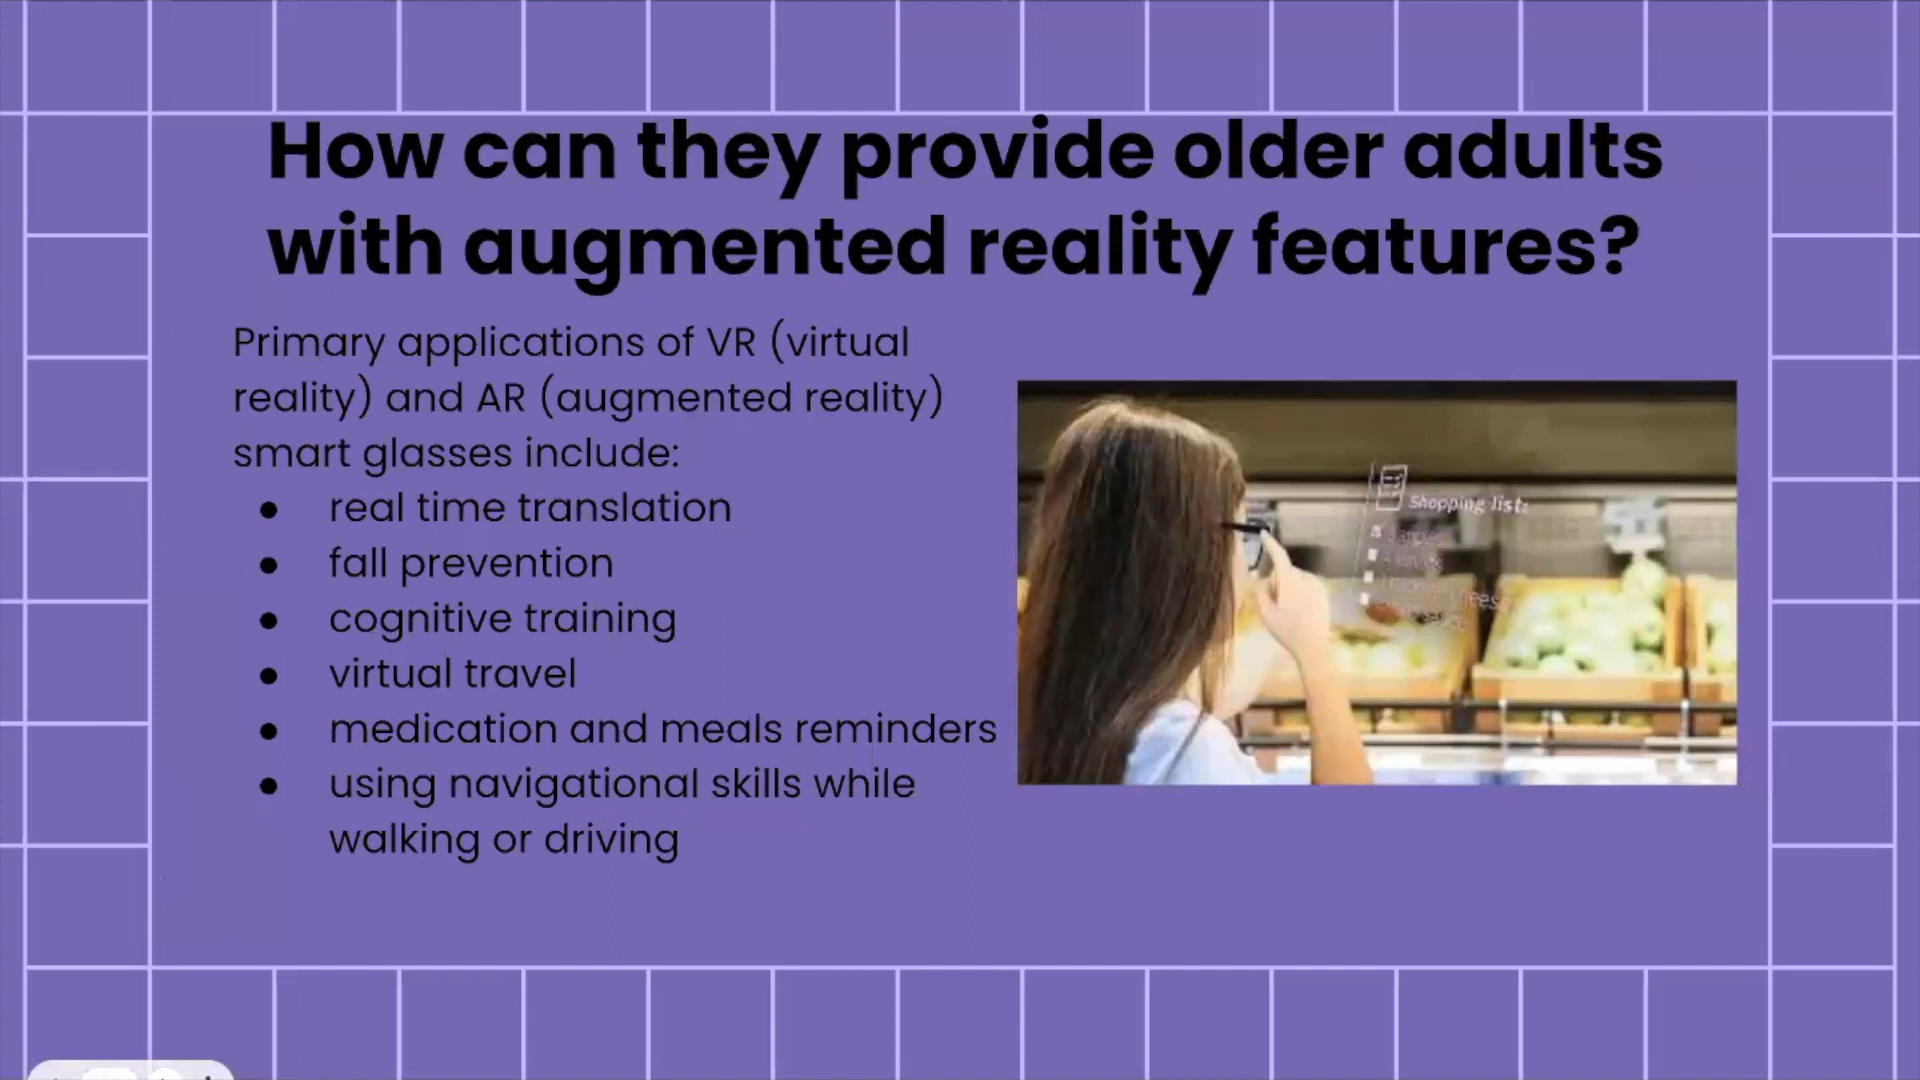 How can they provide older adults
with augmented reality features?
Primary applications of VR (virtual
reality) and AR (augmented reality)
smart glasses include:
● real time translation
● fall prevention
● cognitive training
● virtual travel
● medication and meals reminders
● using navigational skills while
walking or driving
Shopping list: